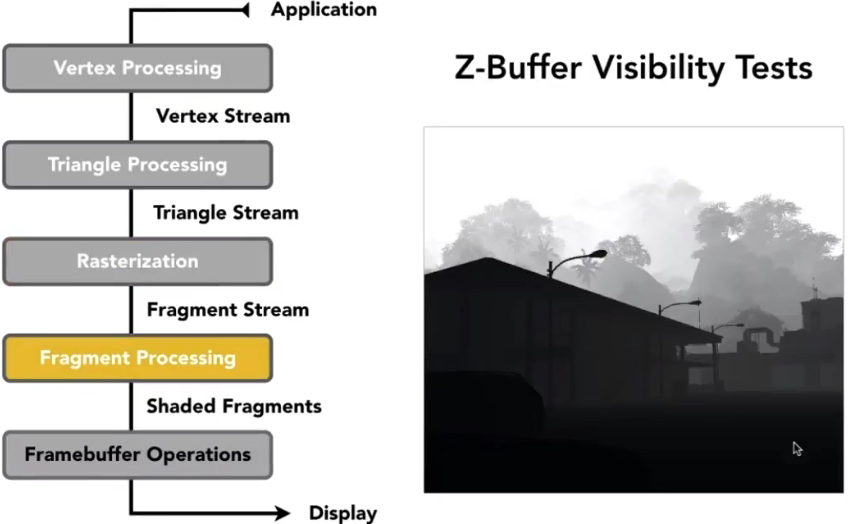 Application
Vertex Processing
Vertex Stream
Triangle Processing
Triangle Stream
Rasterization
Fragment Stream
Fragment Processing
Shaded Fragments
Framebuffer Operations
Display
Z-Buffer Visibility Tests